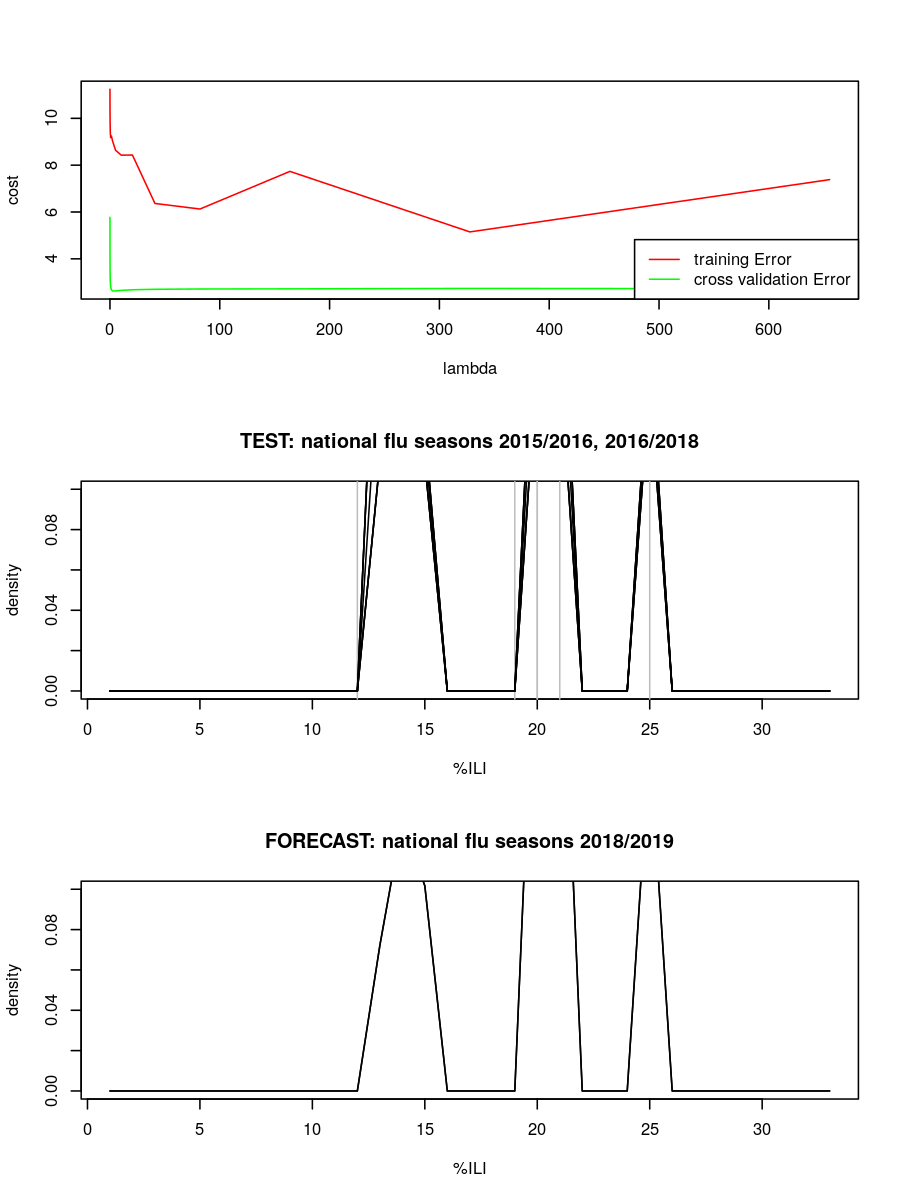 10
8
6
4
cost
training Error
cross validation Error
0 100 200 300 400 500 600
lambda
TEST: national flu seasons 2015/2016, 2016/2018
0.08
0.04
0.00
density
0 5 10 15 20 25 30
%ILI
FORECAST: national flu seasons 2018/2019
0.08
0.04
0.00
density
0 5 10 15 20 25 30
%ILI